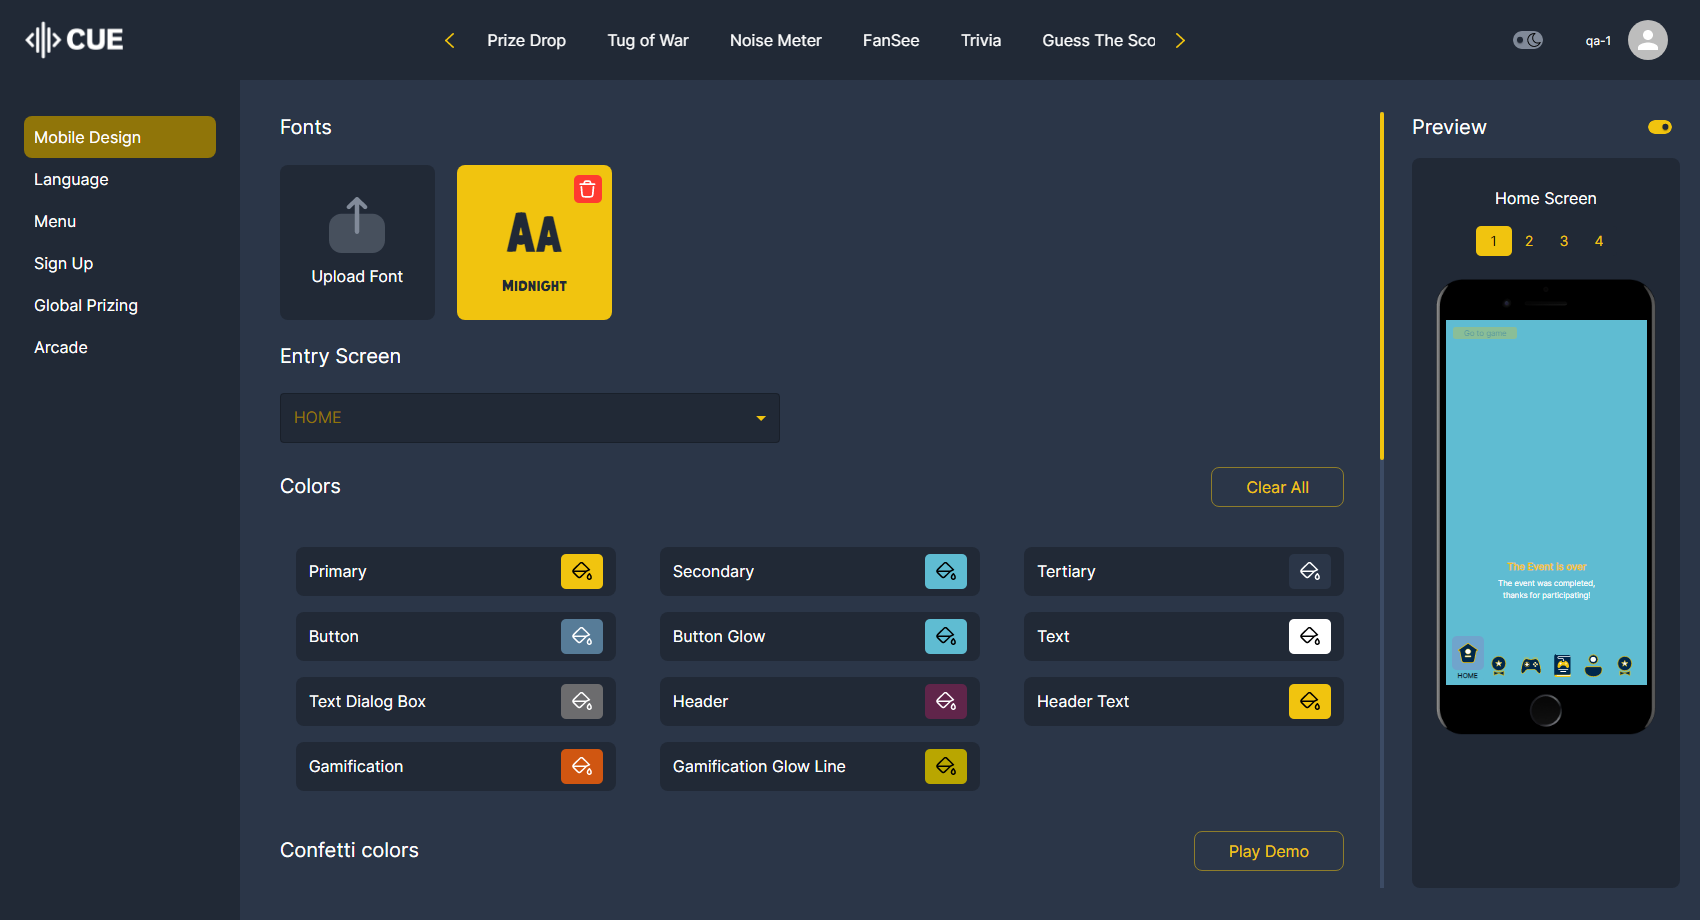 CUE
Prize Drop
Tug of War
Noise Meter
FanSee
Trivia
Guess The Sco
qa-1
Mobile Design
Language
Menu
Sign Up
Global Prizing
Arcade
Fonts
Upload Font
AA
MIDNIGHT
Entry Screen
HOME
Colors
Clear All
Primary
Secondary
Tertiary
Button
Button Glow
Text
Text Dialog Box
Header
Header Text
Gamification
Gamification Glow Line
Confetti colors
Play Demo
Preview
Home Screen
1 2 3 4
Go to game
The Event is over
The event was completed,
thanks for participating!
HOME